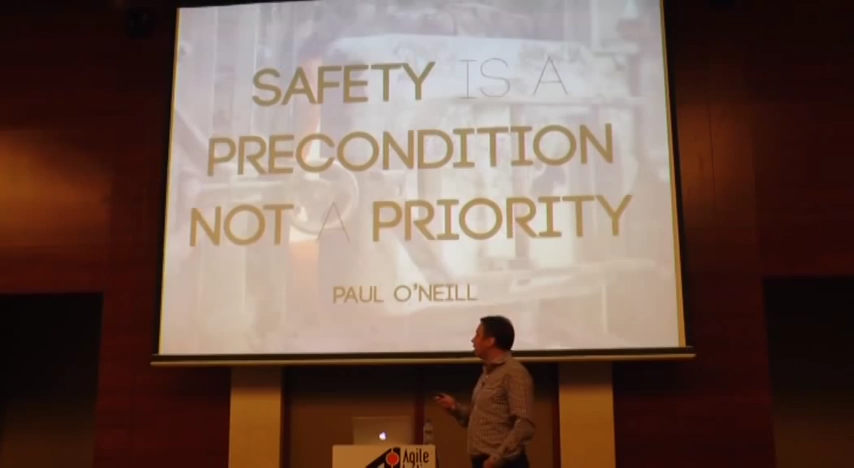 SAFETY IS A
PRECONDITION
NOT A PRIORITY
PAUL O'NEILL
Agile